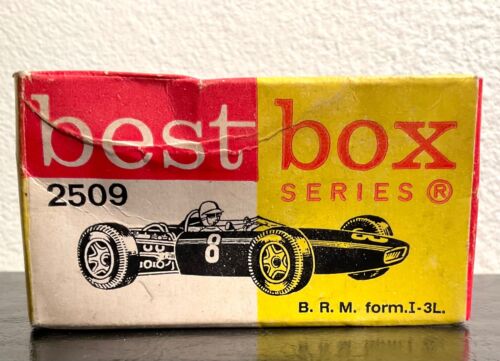 best box
2509 SERIES ®
8
B. R. M. form.I-3L.